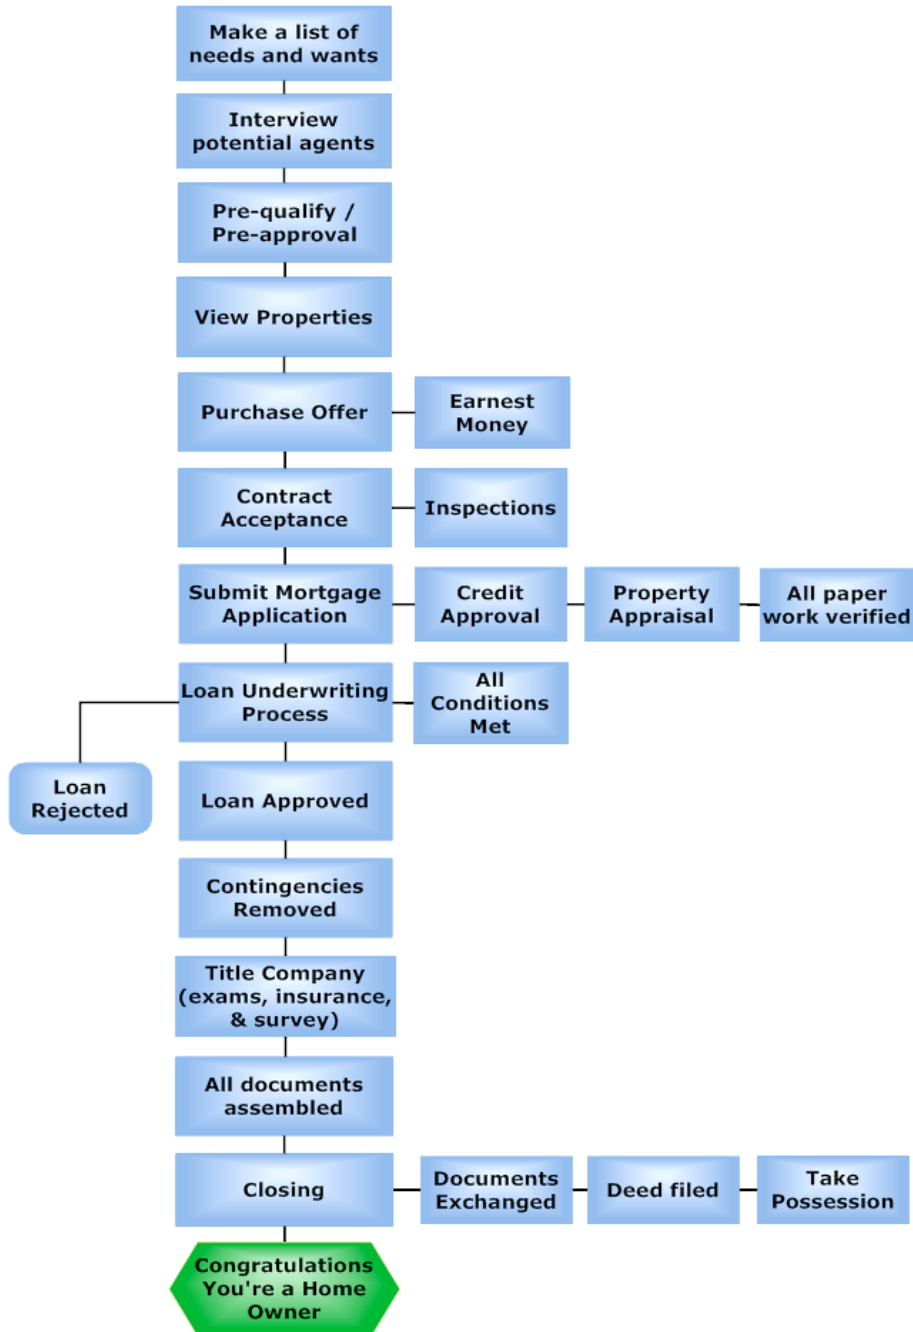 Make a list of
needs and wants
Interview
potential agents
Pre-qualify /
Pre-approval
View Properties
Purchase Offer
Earnest
Money
Contract
Acceptance
Inspections
Submit Mortgage
Application
Credit
Approval
Property
Appraisal
All paper
work verified
Loan Underwriting
Process
All
Conditions
Met
Loan
Rejected
Loan Approved
Contingencies
Removed
Title Company
(exams, insurance,
& survey)
All documents
assembled
Closing
Documents
Exchanged
Deed filed
Take
Possession
Congratulations
You're a Home
Owner